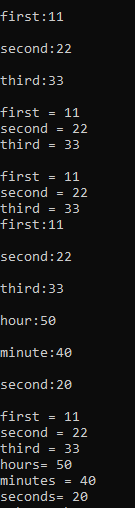 first:11
second:22
third:33
first = 11
second = 22
third = 33
first = 11
second = 22
third = 33
first:11
second:22
third:33
hour:50
minute:40
second:20
first = 11
second = 22
third = 33
hours= 50
minutes = 40
seconds= 20